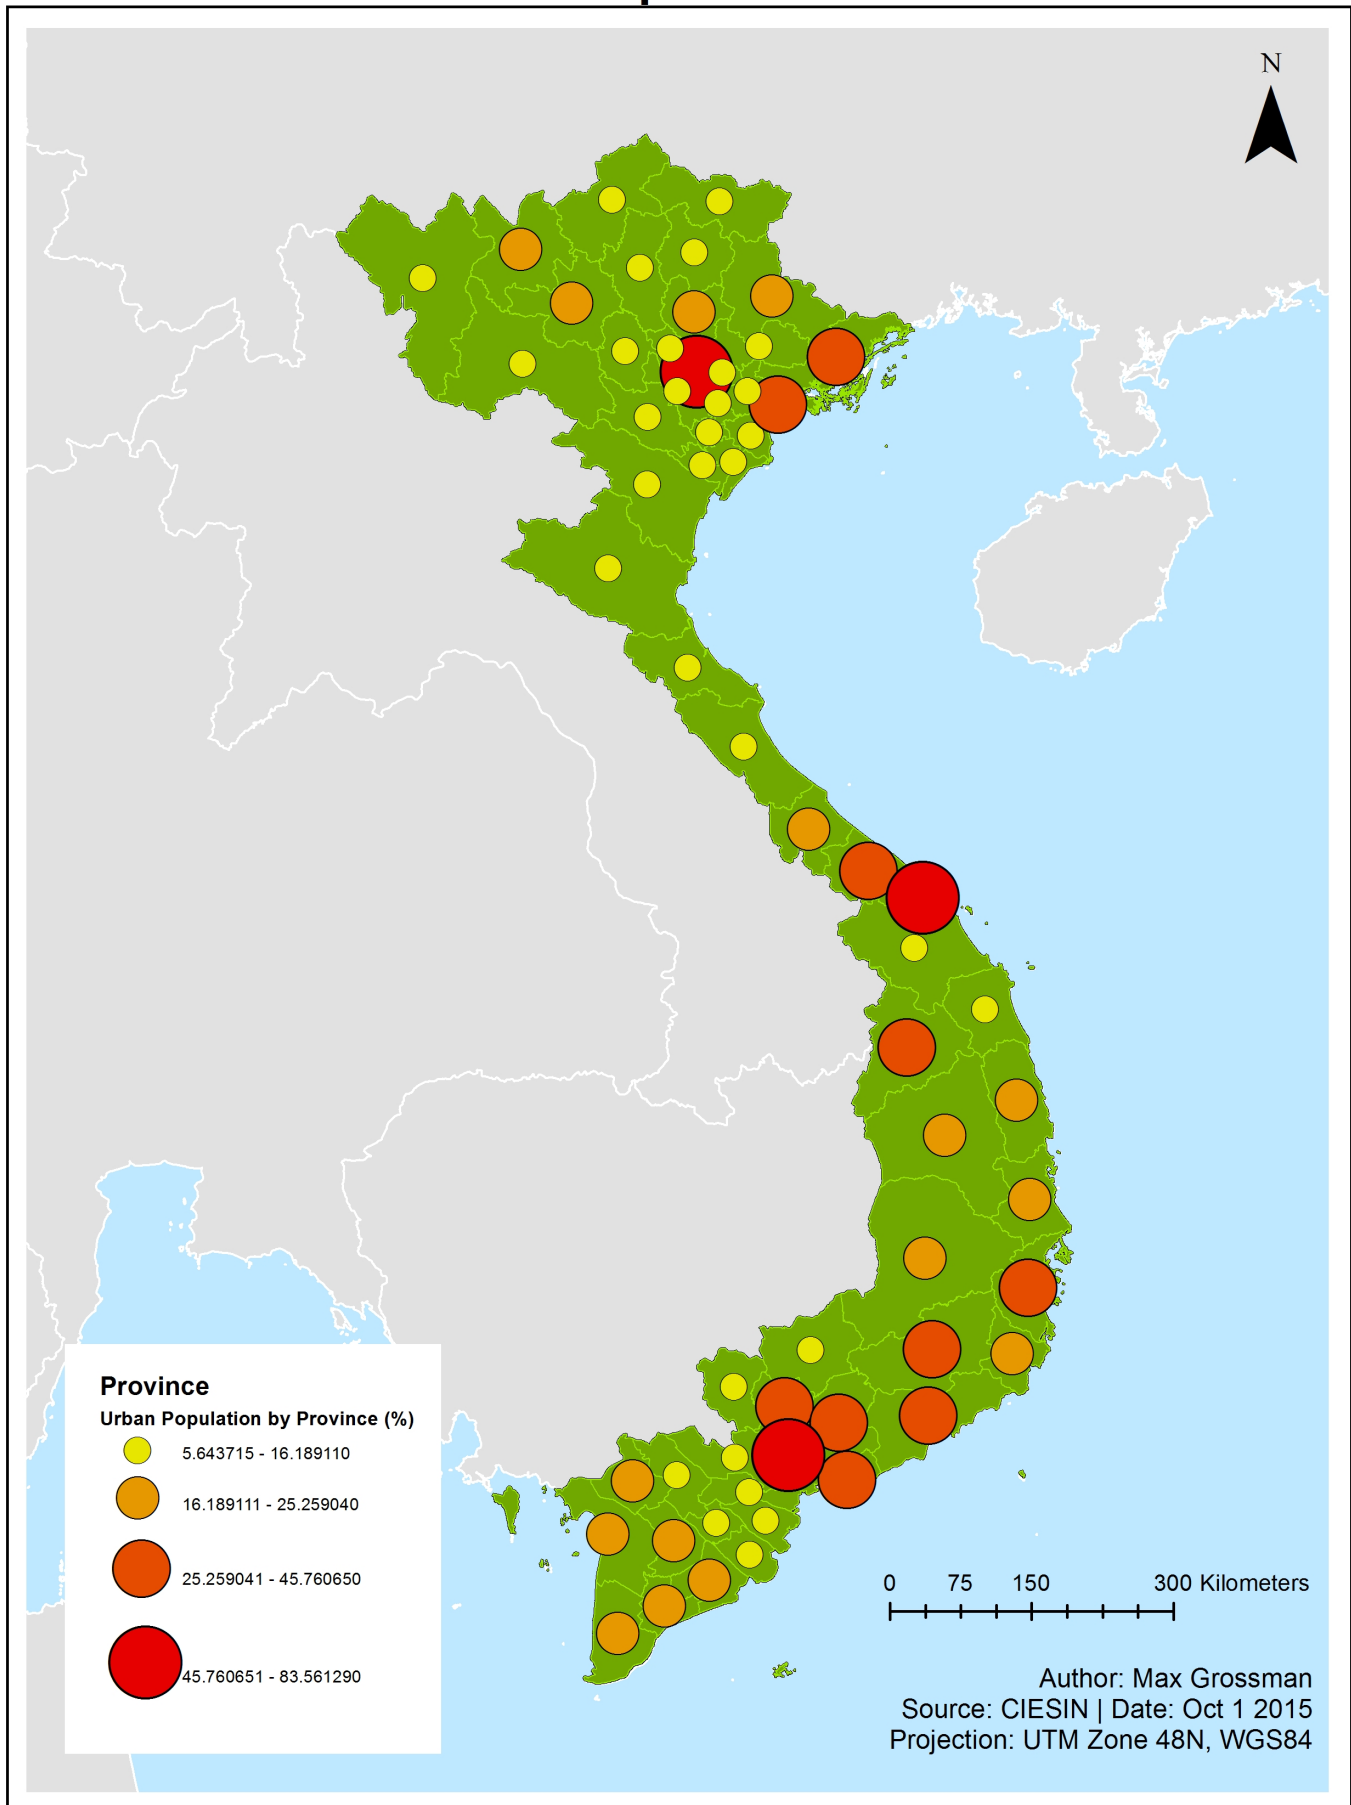 N
Province
Urban Population by Province (%)
5.643715 - 16.189110
16.189111 - 25.259040
25.259041 - 45.760650
45.760651 - 83.561290
0 75 150 300 Kilometers
Author: Max Grossman
Source: CIESIN | Date: Oct 1 2015
Projection: UTM Zone 48N, WGS84